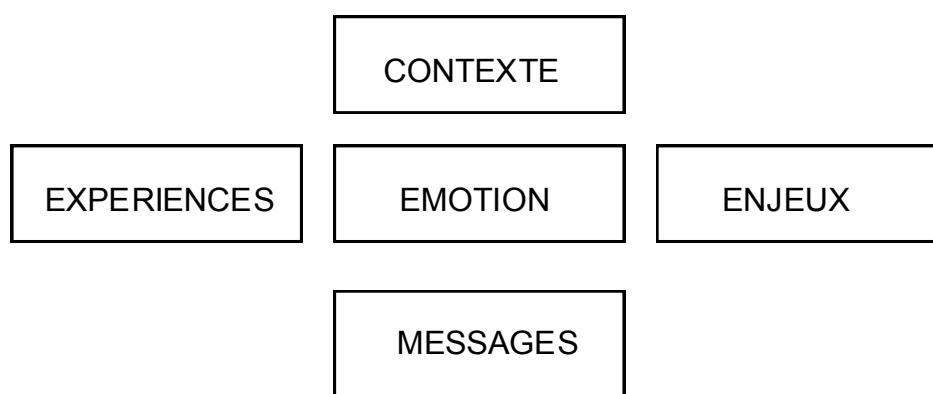 CONTEXTE
EXPERIENCES
EMOTION
ENJEUX
MESSAGES